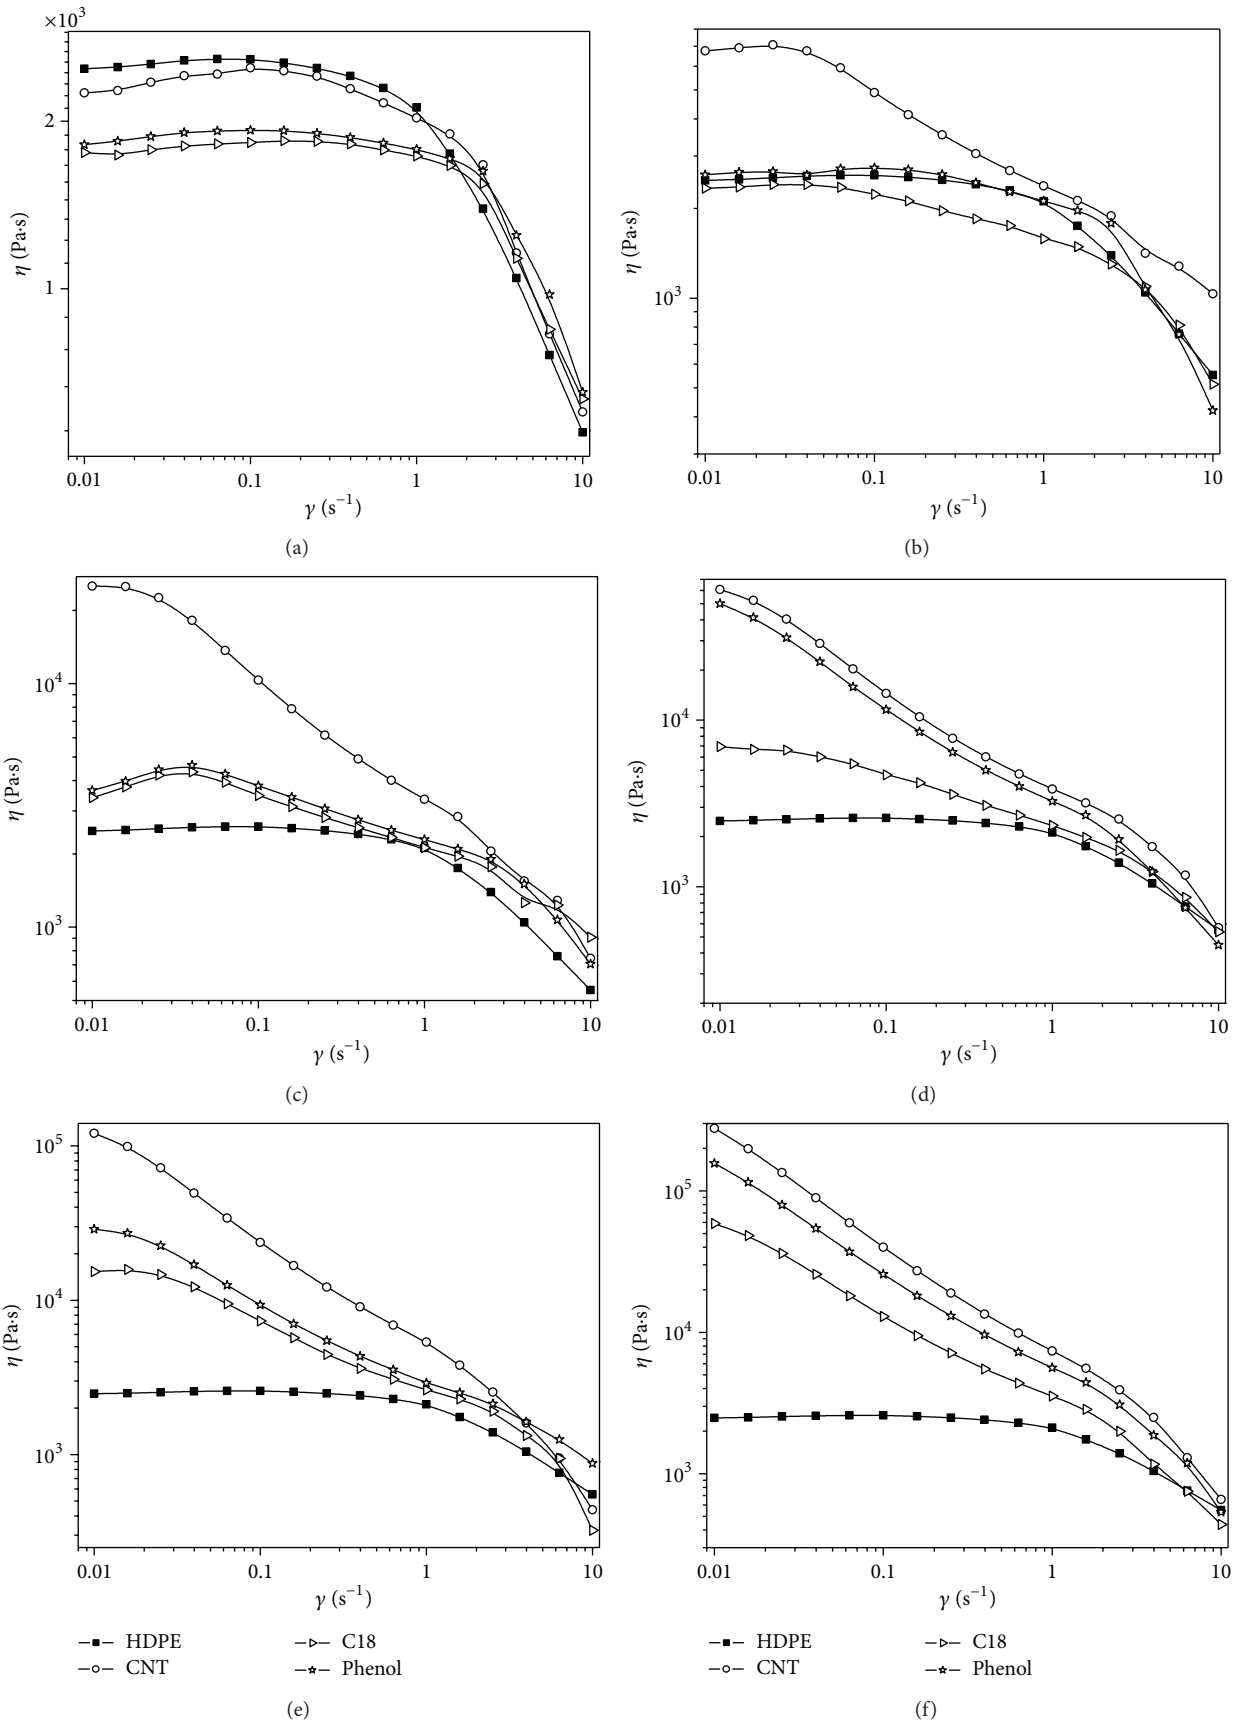 ×10³
2
1
η (Pa·s)
0.01 0.1 1 10
γ (s⁻¹)
(a)
10³
η (Pa·s)
0.01 0.1 1 10
γ (s⁻¹)
(b)
10⁴
10³
η (Pa·s)
0.01 0.1 1 10
γ (s⁻¹)
(c)
10⁴
10³
η (Pa·s)
0.01 0.1 1 10
γ (s⁻¹)
(d)
10⁵
10⁴
10³
η (Pa·s)
0.01 0.1 1 10
γ (s⁻¹)
HDPE C18
CNT Phenol
(e)
10⁵
10⁴
10³
η (Pa·s)
0.01 0.1 1 10
γ (s⁻¹)
HDPE C18
CNT Phenol
(f)